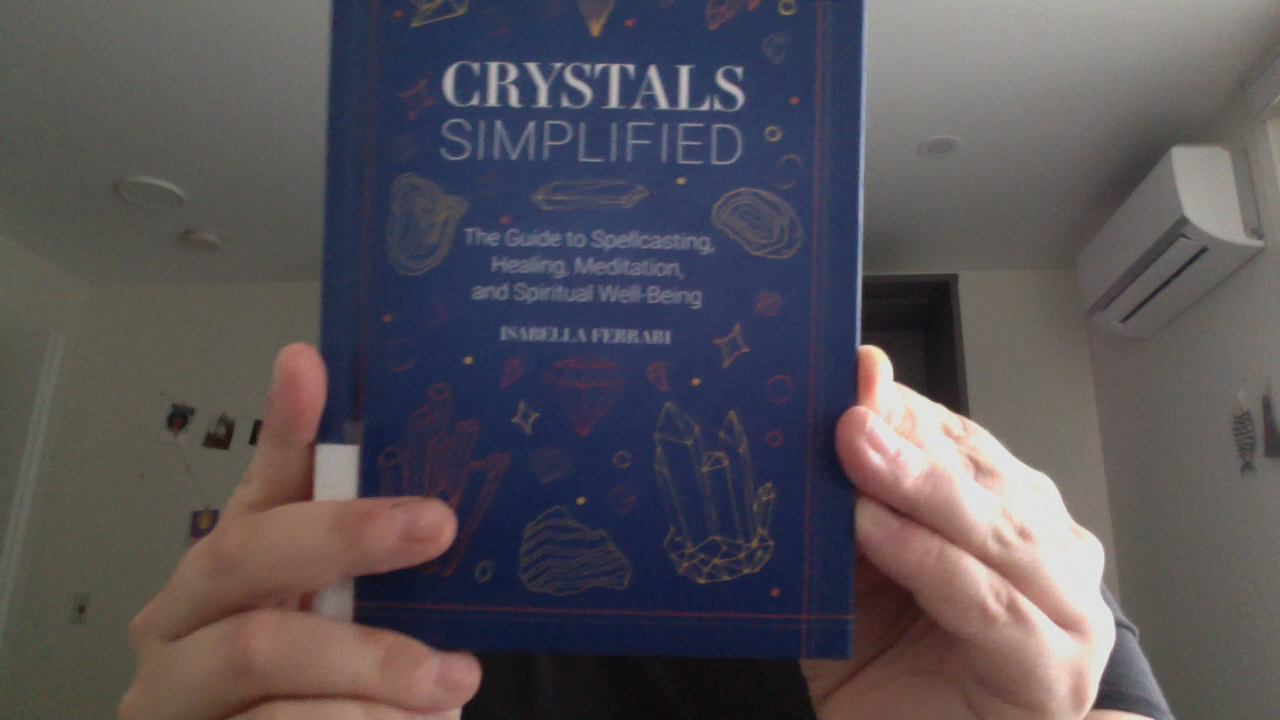 CRYSTALS
SIMPLIFIED
The Guide to Spellcasting,
Healing, Meditation,
and Spiritual Well-Being
ISABELLA FERRARI